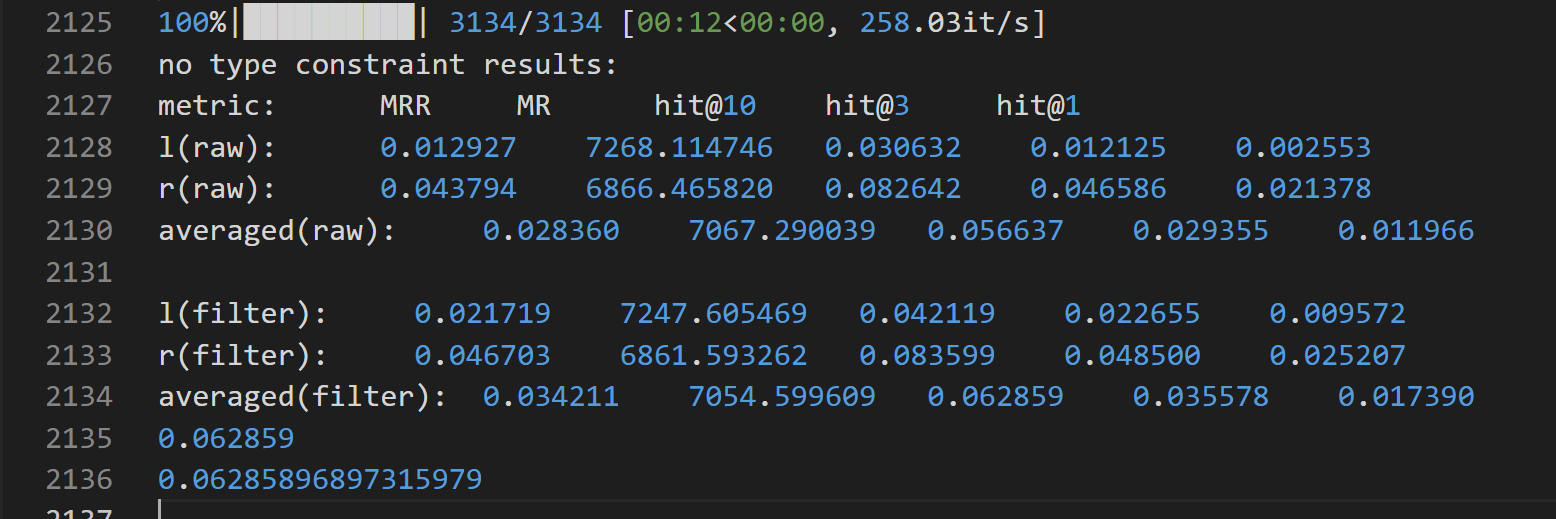 2125 100%|██████████| 3134/3134 [00:12<00:00, 258.03it/s]
2126 no type constraint results:
2127 metric: MRR MR hit@10 hit@3 hit@1
2128 l(raw): 0.012927 7268.114746 0.030632 0.012125 0.002553
2129 r(raw): 0.043794 6866.465820 0.082642 0.046586 0.021378
2130 averaged(raw): 0.028360 7067.290039 0.056637 0.029355 0.011966
2131
2132 l(filter): 0.021719 7247.605469 0.042119 0.022655 0.009572
2133 r(filter): 0.046703 6861.593262 0.083599 0.048500 0.025207
2134 averaged(filter): 0.034211 7054.599609 0.062859 0.035578 0.017390
2135 0.062859
2136 0.06285896897315979
2137